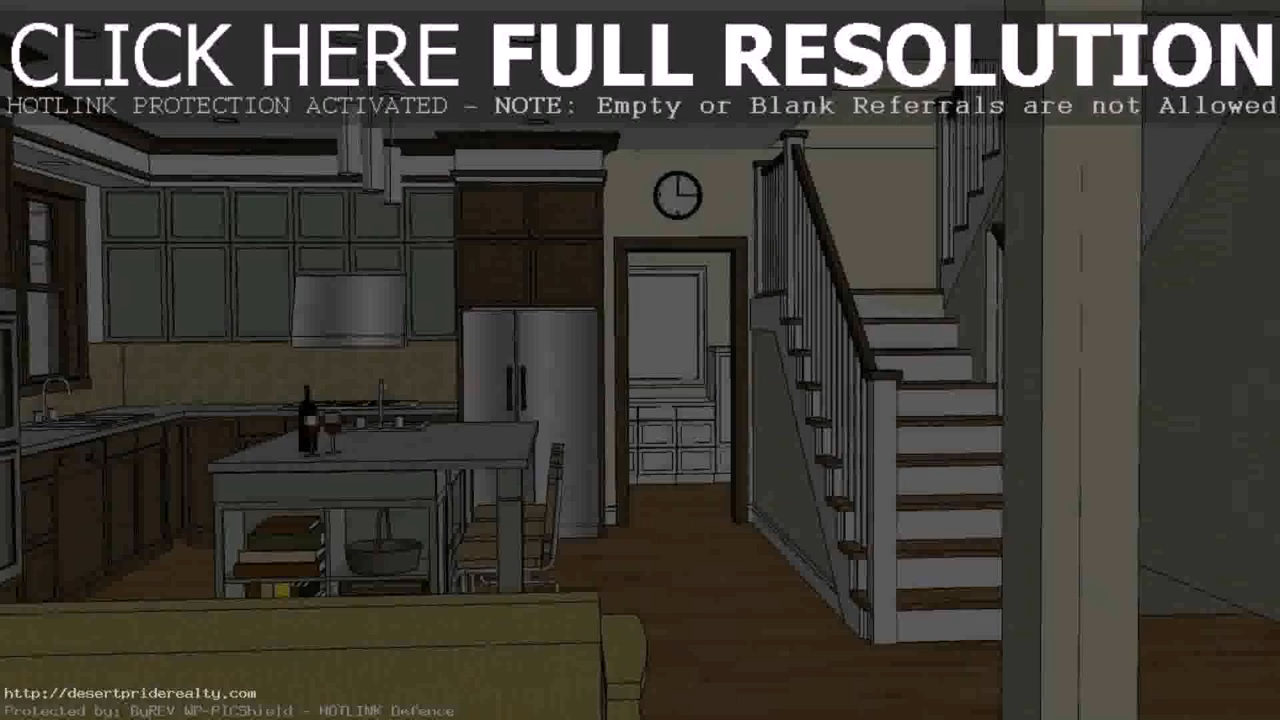 CLICK HERE FULL RESOLUTION
HOTLINK PROTECTION ACTIVATED - NOTE: Empty or Blank Referrals are not Allowed
http://desertpriderealty.com
Protected by: ByREV WP-PICShield - HOTLINK Defence